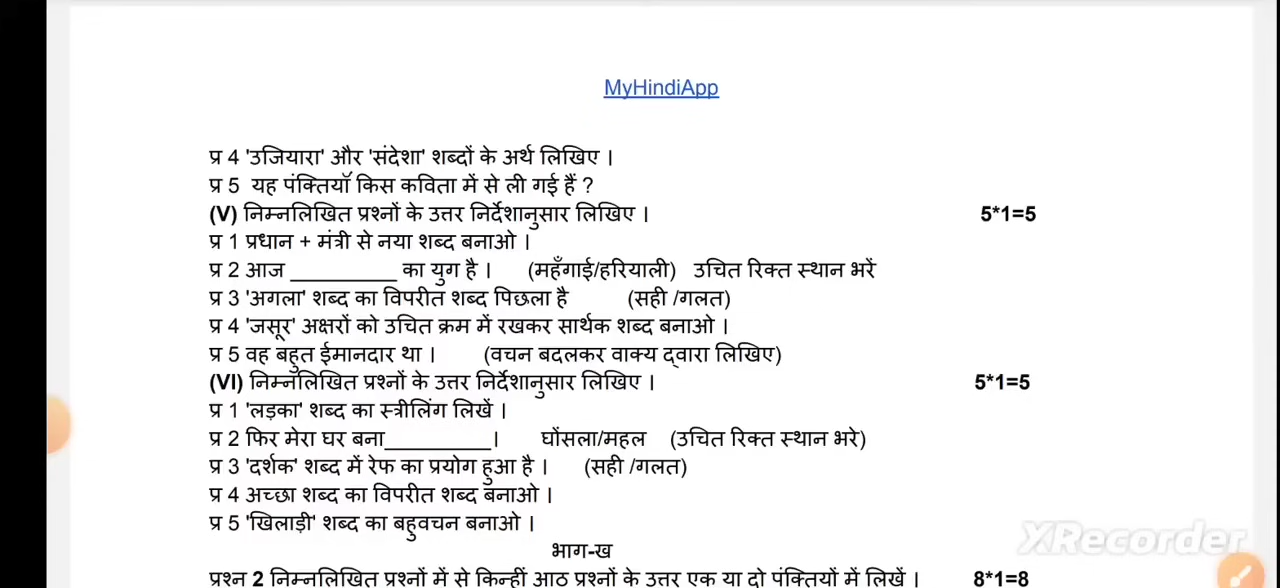 MyHindiApp
प्र 4 'उजियारा' और 'संदेशा' शब्दों के अर्थ लिखिए ।
प्र 5 यह पंक्तियाँ किस कविता में से ली गई हैं ?
(V) निम्नलिखित प्रश्नों के उत्तर निर्देशानुसार लिखिए । 5*1=5
प्र 1 प्रधान + मंत्री से नया शब्द बनाओ ।
प्र 2 आज __________ का युग है । (महँगाई/हरियाली) उचित रिक्त स्थान भरें
प्र 3 'अगला' शब्द का विपरीत शब्द पिछला है (सही /गलत)
प्र 4 'जसूर' अक्षरों को उचित क्रम में रखकर सार्थक शब्द बनाओ ।
प्र 5 वह बहुत ईमानदार था । (वचन बदलकर वाक्य द्वारा लिखिए)
(VI) निम्नलिखित प्रश्नों के उत्तर निर्देशानुसार लिखिए । 5*1=5
प्र 1 'लड़का' शब्द का स्त्रीलिंग लिखें ।
प्र 2 फिर मेरा घर बना__________। घोंसला/महल (उचित रिक्त स्थान भरे)
प्र 3 'दर्शक' शब्द में रेफ का प्रयोग हुआ है । (सही /गलत)
प्र 4 अच्छा शब्द का विपरीत शब्द बनाओ ।
प्र 5 'खिलाड़ी' शब्द का बहुवचन बनाओ ।
भाग-ख
प्रश्न 2 निम्नलिखित प्रश्नों में से किन्हीं आठ प्रश्नों के उत्तर एक या दो पंक्तियों में लिखें । 8*1=8
XRecorder